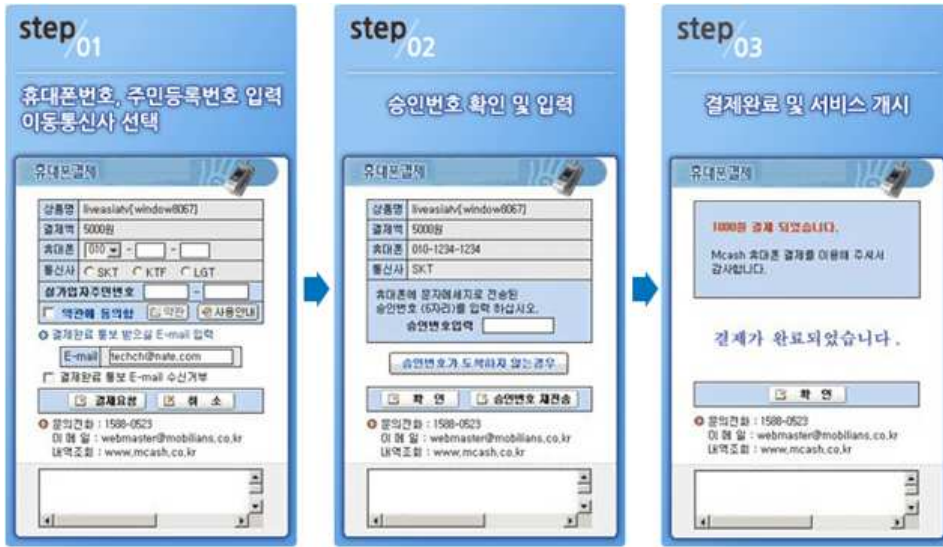 step/01
휴대폰번호, 주민등록번호 입력
이동통신사 선택
휴대폰결제
상품명 liveasiatv[window8067]
결제액 5000원
휴대폰 010 - -
통신사 SKT KTF LGT
실가입자주민번호 -
약관에 동의함 약관 사용안내
결제완료 통보 받으실 E-mail 입력
E-mail techch@nate.com
결제완료 통보 E-mail 수신거부
결제요청 취 소
문의전화 : 1588-0523
이 메 일 : webmaster@mobilians.co.kr
내역조회 : www.mcash.co.kr
step/02
승인번호 확인 및 입력
휴대폰결제
상품명 liveasiatv[window8067]
결제액 5000원
휴대폰 010-1234-1234
통신사 SKT
휴대폰에 문자메세지로 전송된
승인번호 (6자리)를 입력 하십시오.
승인번호입력
승인번호가 도착하지 않는경우
확 인 승인번호 재전송
문의전화 : 1588-0523
이 메 일 : webmaster@mobilians.co.kr
내역조회 : www.mcash.co.kr
step/03
결제완료 및 서비스 개시
휴대폰결제
1000원 결제 되었습니다.
Mcash 휴대폰 결제를 이용해 주셔서
감사합니다.
결제가 완료되었습니다.
확 인
문의전화 : 1588-0523
이 메 일 : webmaster@mobilians.co.kr
내역조회 : www.mcash.co.kr